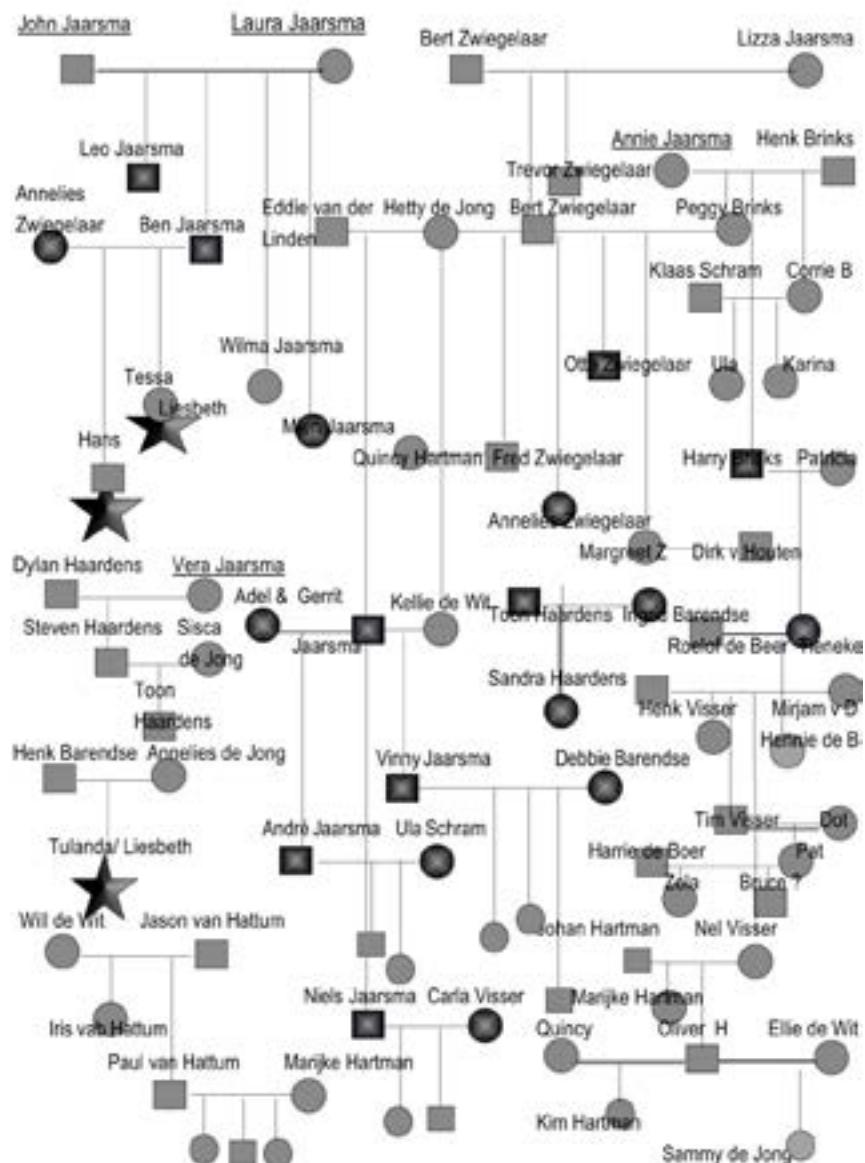 John Jaarsma
Laura Jaarsma
Bert Zwiegelaar
Lizza Jaarsma
Leo Jaarsma
Annie Jaarsma
Henk Brinks
Trevor Zwiegelaar
Annelies
Zwiegelaar
Ben Jaarsma
Eddie van der
Linden
Hetty de Jong
Bert Zwiegelaar
Peggy Brinks
Klaas Schram
Corrie B
Wilma Jaarsma
Otto Zwiegelaar
Ula
Karina
Tessa
Liesbeth
Hans
Jaarsma
Quincy Hartman
Fred Zwiegelaar
Harry Brinks
Patricia
Annelies Zwiegelaar
Margreet Z
Dirk v Houten
Dylan Haardens
Vera Jaarsma
Adel & Gerrit
Jaarsma
Kellie de Wit
Toon Haardens
Barendse
Steven Haardens
Sisca
de Jong
Roelof de Beer
Tieneke
Toon
Haardens
Sandra Haardens
Henk Visser
Mirjam v D
Hennie de B
Henk Barendse
Annelies de Jong
Vinny Jaarsma
Debbie Barendse
André Jaarsma
Ula Schram
Tim Visser
Dot
Tulanda/ Liesbeth
Harrie de Boer
Pet
Zola
Bruce ?
Will de Wit
Jason van Hattum
Johan Hartman
Nel Visser
Niels Jaarsma
Carla Visser
Marijke Hartman
Iris van Hattum
Quincy
Oliver H
Ellie de Wit
Paul van Hattum
Marijke Hartman
Kim Hartman
Sammy de Jong